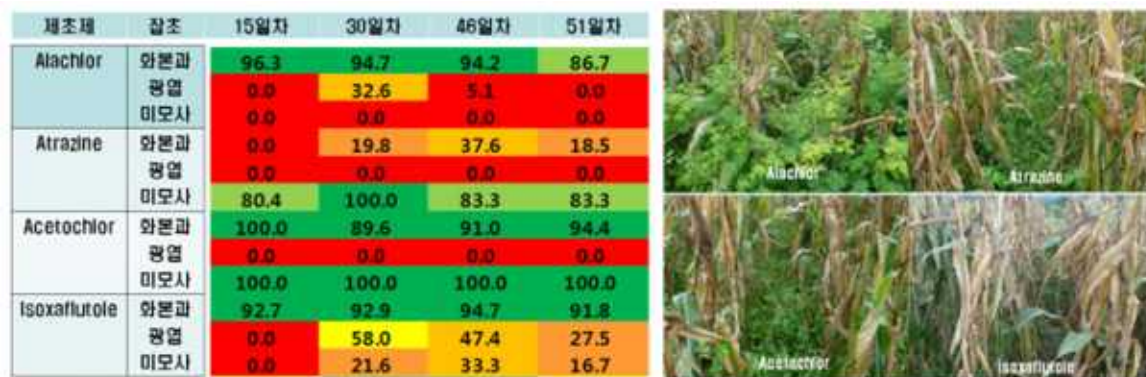 제초제 잡초 15일차 30일차 46일차 51일차
Alachlor 화본과 96.3 94.7 94.2 86.7
광엽 0.0 32.6 5.1 0.0
미모사 0.0 0.0 0.0 0.0
Atrazine 화본과 0.0 19.8 37.6 18.5
광엽 0.0 0.0 0.0 0.0
미모사 80.4 100.0 83.3 83.3
Acetochlor 화본과 100.0 89.6 91.0 94.4
광엽 0.0 0.0 0.0 0.0
미모사 100.0 100.0 100.0 100.0
Isoxaflutole 화본과 92.7 92.9 94.7 91.8
광엽 0.0 58.0 47.4 27.5
미모사 0.0 21.6 33.3 16.7
Alachlor
Atrazine
Acetochlor
Isoxaflutole